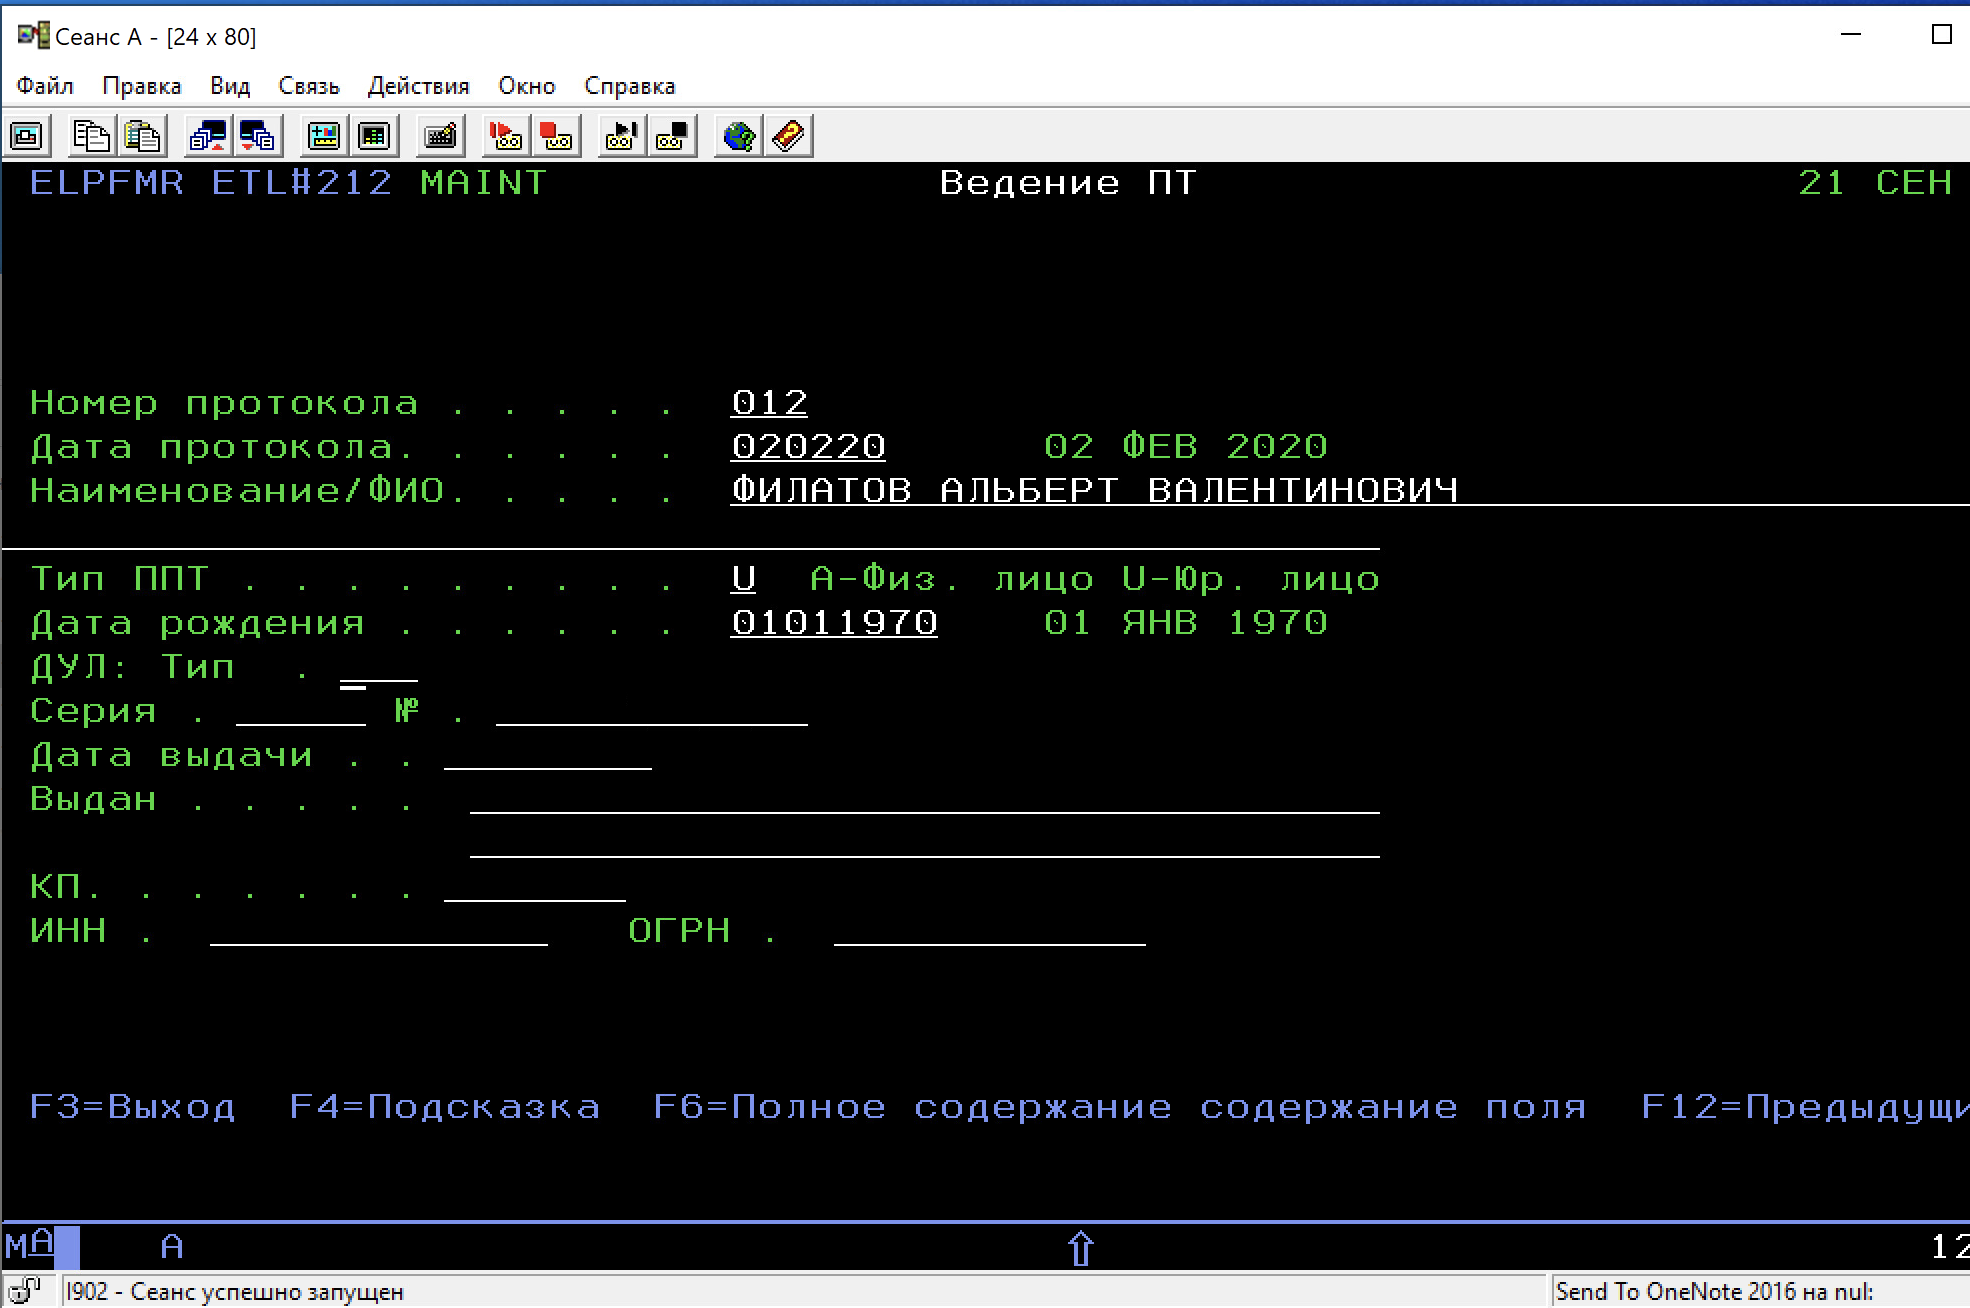 Сеанс A - [24 x 80]
Файл Правка Вид Связь Действия Окно Справка
ELPFMR ETL#212 MAINT Ведение ПТ 21 СЕН
Номер протокола . . . . . 012
Дата протокола. . . . . . 020220 02 ФЕВ 2020
Наименование/ФИО. . . . . ФИЛАТОВ АЛЬБЕРТ ВАЛЕНТИНОВИЧ
Тип ППТ . . . . . . . . . U A-Физ. лицо U-Юр. лицо
Дата рождения . . . . . . 01011970 01 ЯНВ 1970
ДУЛ: Тип .
Серия . № .
Дата выдачи . .
Выдан . . . . .
КП. . . . . . .
ИНН . ОГРН .
F3=Выход F4=Подсказка F6=Полное содержание содержание поля F12=Предыдущи
MA A 12
I902 - Сеанс успешно запущен Send To OneNote 2016 на nul: